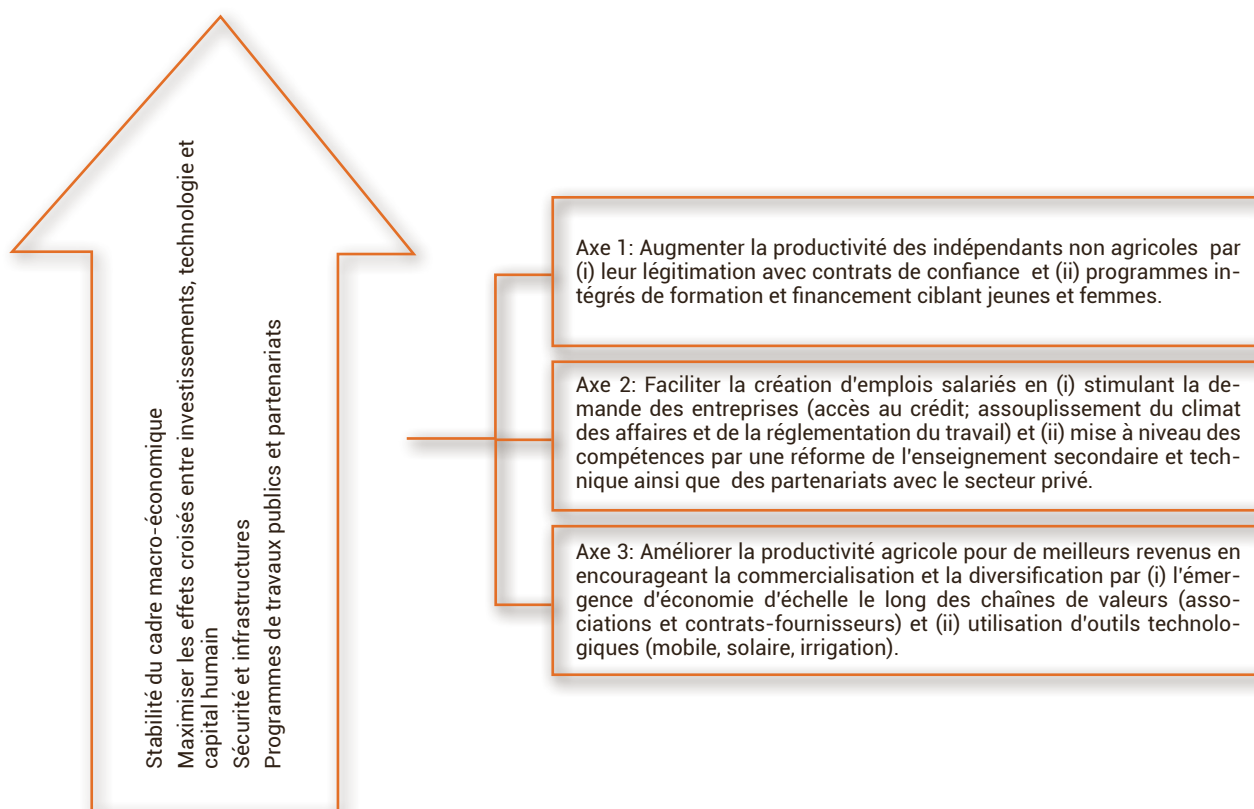 Stabilité du cadre macro-économique
Maximiser les effets croisés entre investissements, technologie et
capital humain
Sécurité et infrastructures
Programmes de travaux publics et partenariats
Axe 1: Augmenter la productivité des indépendants non agricoles par
(i) leur légitimation avec contrats de confiance et (ii) programmes in-
tégrés de formation et financement ciblant jeunes et femmes.
Axe 2: Faciliter la création d'emplois salariés en (i) stimulant la de-
mande des entreprises (accès au crédit; assouplissement du climat
des affaires et de la réglementation du travail) et (ii) mise à niveau des
compétences par une réforme de l'enseignement secondaire et tech-
nique ainsi que des partenariats avec le secteur privé.
Axe 3: Améliorer la productivité agricole pour de meilleurs revenus en
encourageant la commercialisation et la diversification par (i) l'émer-
gence d'économie d'échelle le long des chaînes de valeurs (asso-
ciations et contrats-fournisseurs) et (ii) utilisation d'outils technolo-
giques (mobile, solaire, irrigation).